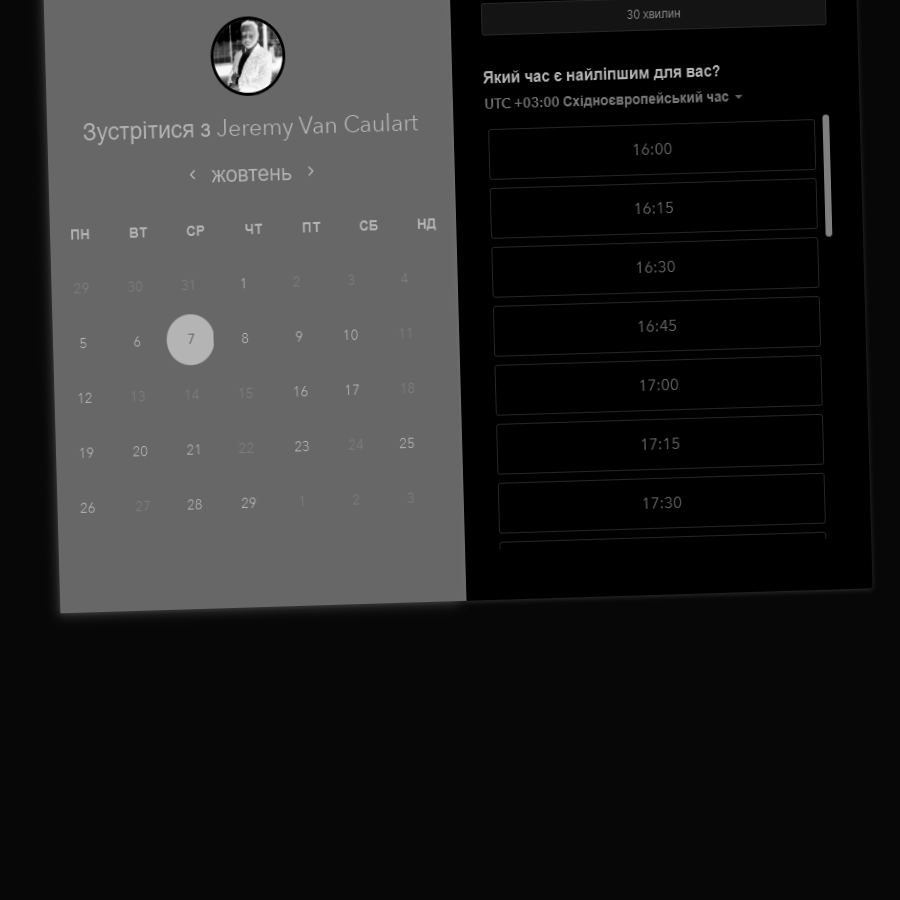 Зустрітися з Jeremy Van Caulart
‹ жовтень ›
ПН ВТ СР ЧТ ПТ СБ НД
29 30 31 1 2 3 4
5 6 7 8 9 10 11
12 13 14 15 16 17 18
19 20 21 22 23 24 25
26 27 28 29 1 2 3
30 хвилин
Який час є найліпшим для вас?
UTC +03:00 Східноєвропейський час
16:00
16:15
16:30
16:45
17:00
17:15
17:30